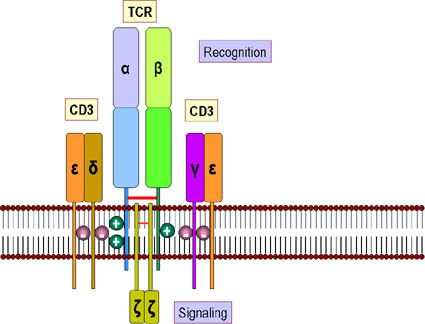 TCR
α β
Recognition
CD3
CD3
ε δ
γ ε
+
+
+
- -
- -
ζ ζ
Signaling